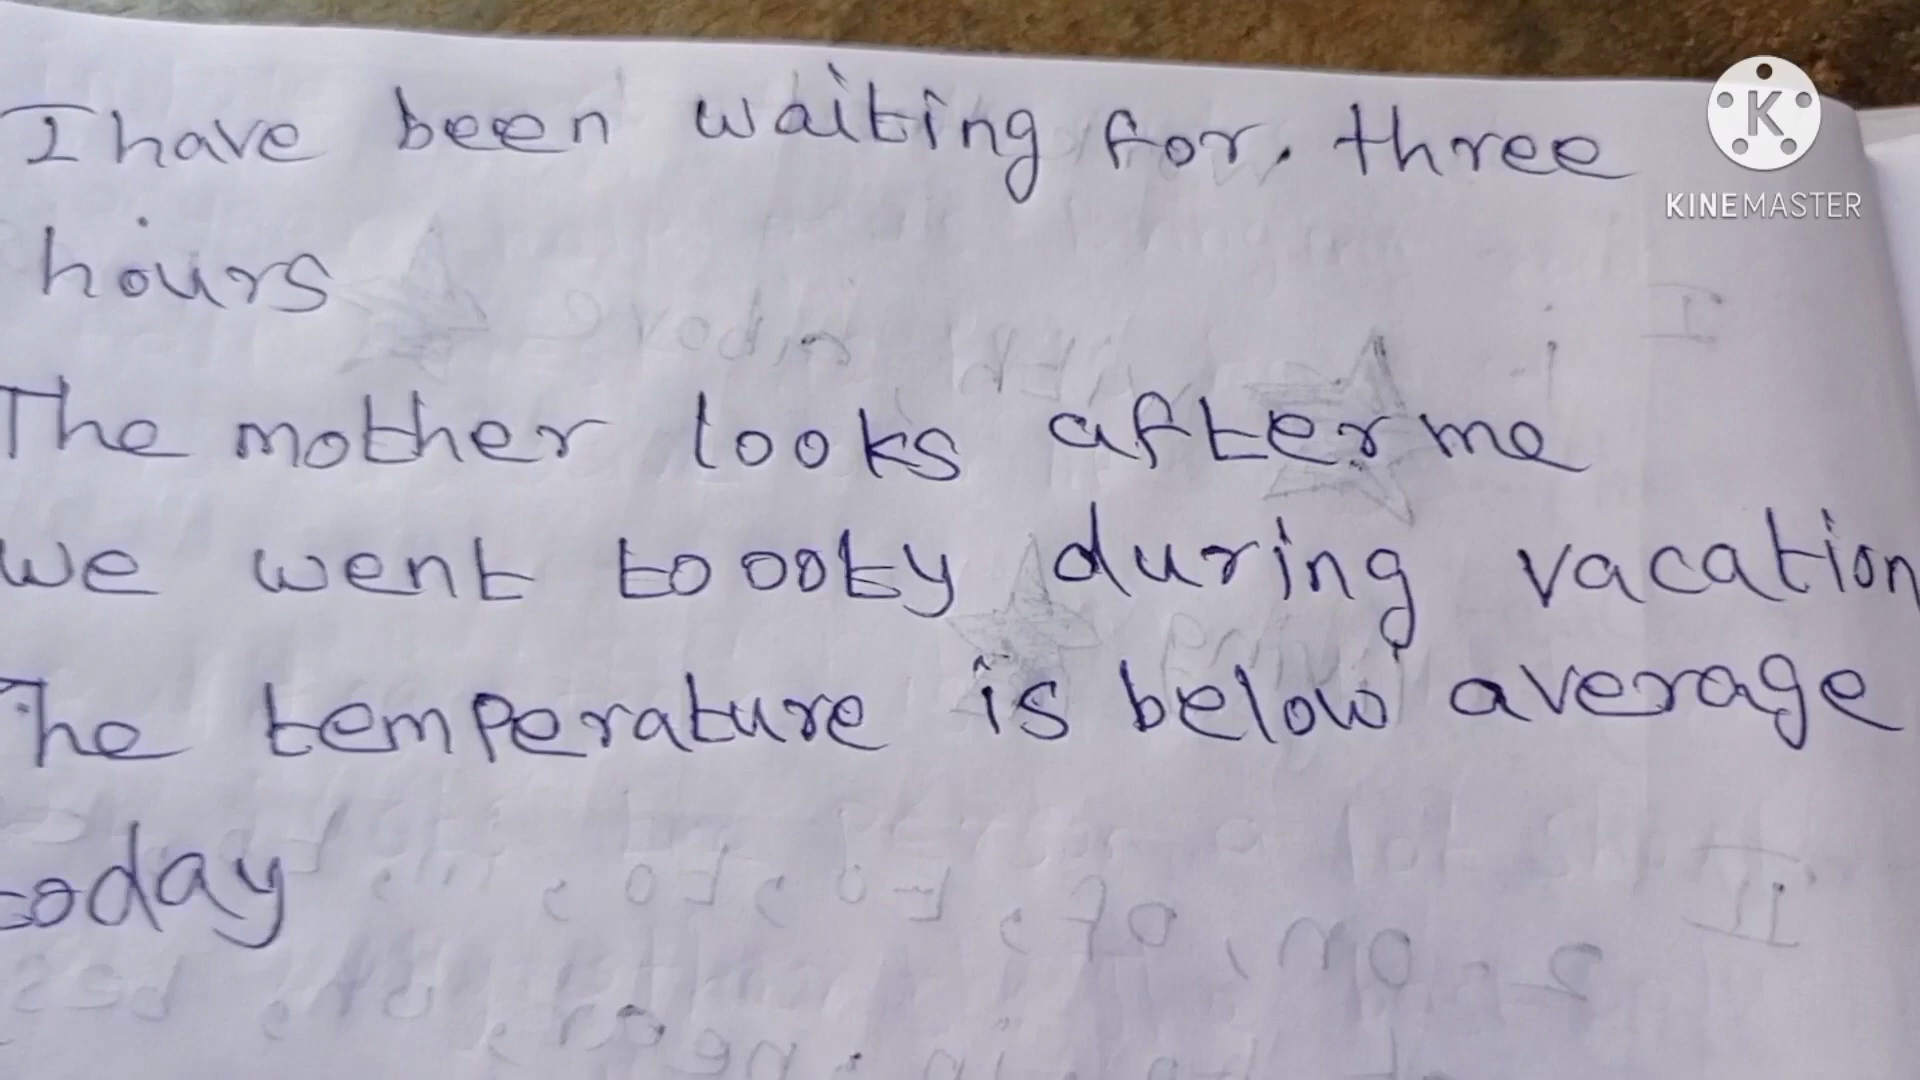 I have been waiting for. three
hours
The mother looks after me
We went to ooty during vacation
The temperature is below average
today
K
KINEMASTER